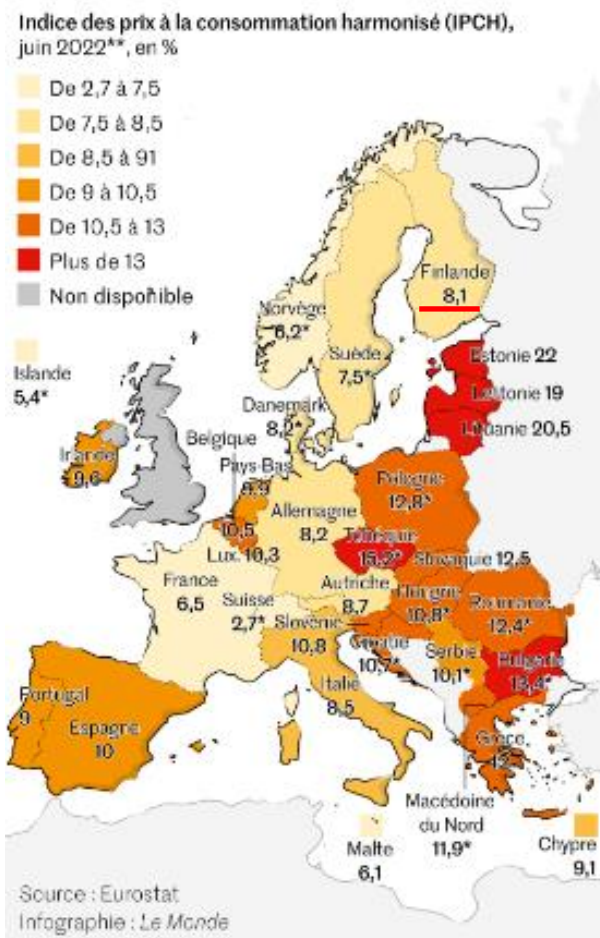 Indice des prix à la consommation harmonisé (IPCH),
juin 2022**, en %
De 2,7 à 7,5
De 7,5 à 8,5
De 8,5 à 91
De 9 à 10,5
De 10,5 à 13
Plus de 13
Non disponible
Finlande
8,1
Norvège
6,2*
Suède
7,5*
Islande
5,4*
Estonie 22
Lettonie 19
Lituanie 20,5
Danemark
8,2*
Belgique
Irlande
9,6
Pays-Bas
9,9
Pologne
12,8*
Allemagne
8,2
10,5
Lux. 10,3
Tchéquie
15,2*
Slovaquie 12,5
France
6,5
Autriche
8,7
Hongrie
10,8*
Roumanie
12,4*
Suisse
2,7*
Slovénie
10,8
Croatie
10,7*
Serbie
10,1*
Bulgarie
13,4*
Italie
8,5
Portugal
9
Espagne
10
Grèce
12
Macédoine
du Nord
11,9*
Malte
6,1
Chypre
9,1
Source : Eurostat
Infographie : Le Monde